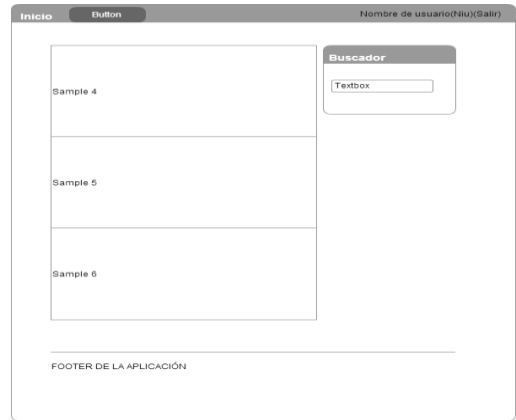 Inicio Button Nombre de usuario(Niu)(Salir)
Buscador
Textbox
Sample 4
Sample 5
Sample 6
FOOTER DE LA APLICACIÓN